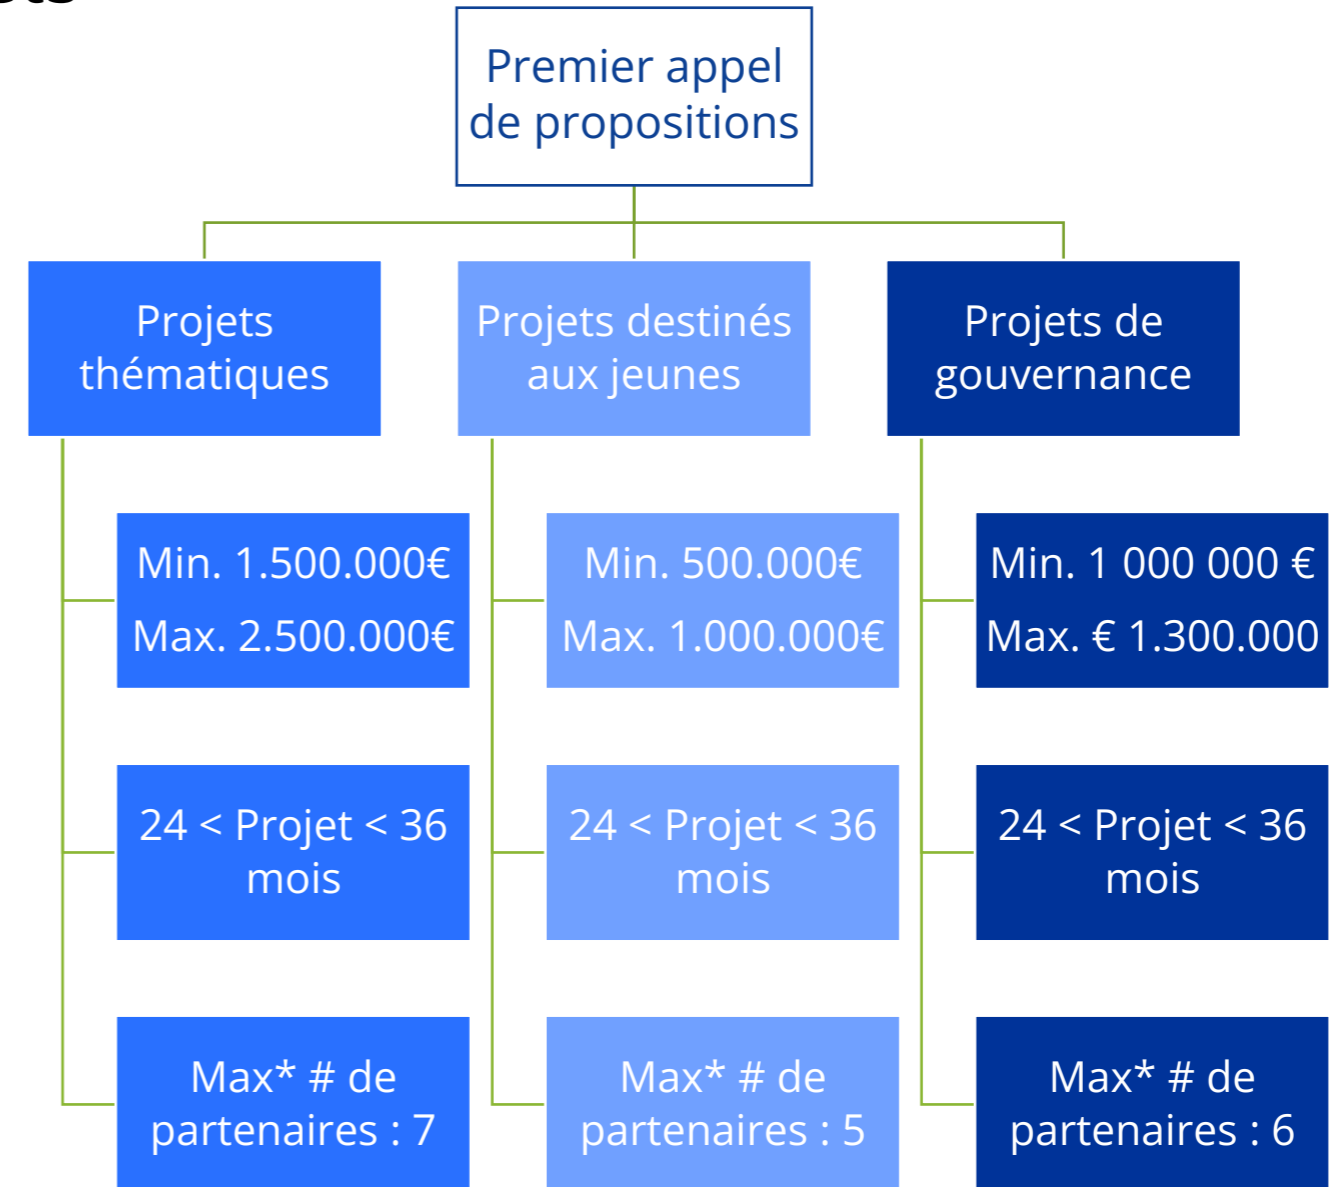 Premier appel
de propositions
Projets
thématiques
Projets destinés
aux jeunes
Projets de
gouvernance
Min. 1.500.000€
Max. 2.500.000€
Min. 500.000€
Max. 1.000.000€
Min. 1 000 000 €
Max. € 1.300.000
24 < Projet < 36
mois
24 < Projet < 36
mois
24 < Projet < 36
mois
Max* # de
partenaires : 7
Max* # de
partenaires : 5
Max* # de
partenaires : 6